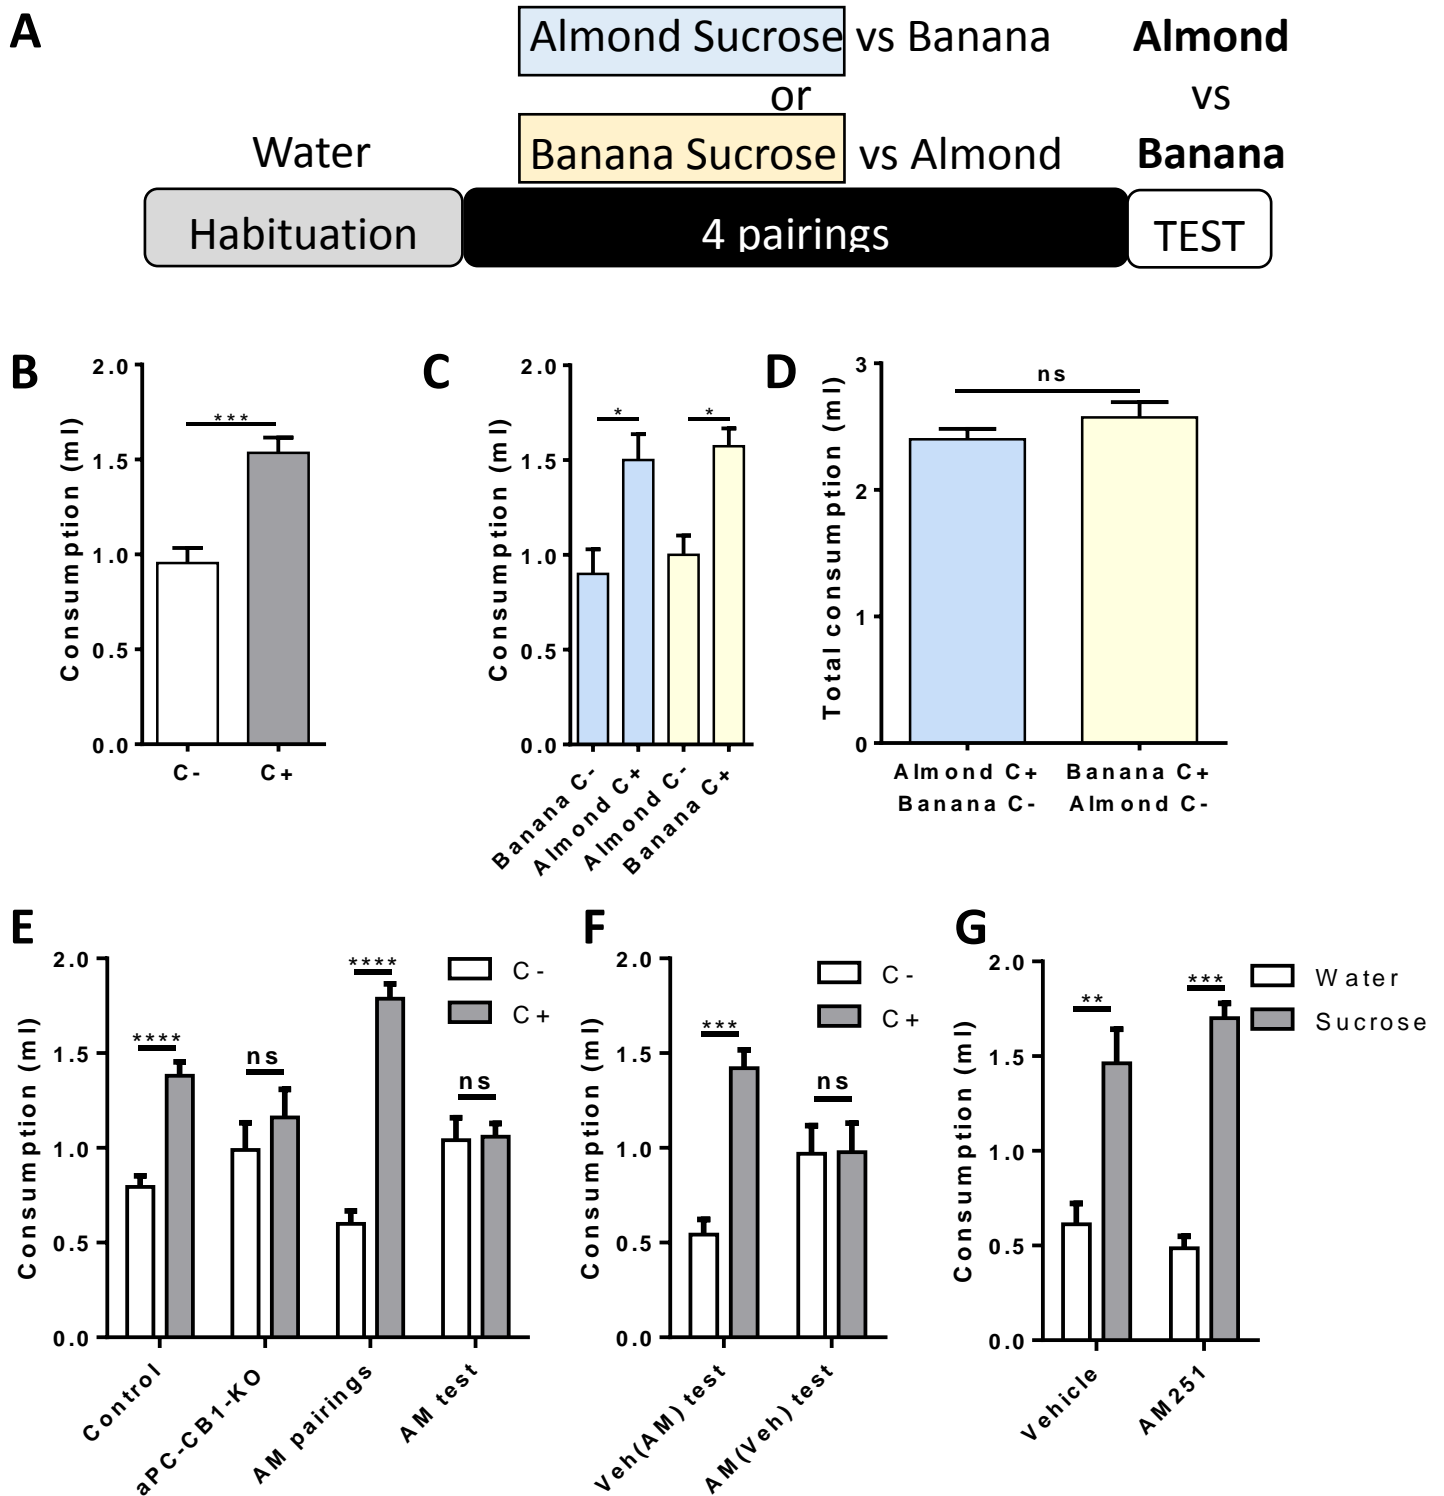 A
Almond Sucrose vs Banana
Almond
or
vs
Water
Banana Sucrose vs Almond
Banana
Habituation
4 pairings
TEST
B
Consumption (ml)
2.0
1.5
1.0
0.5
0.0
***
C-
C+
C
Consumption (ml)
2.0
1.5
1.0
0.5
0.0
*
*
Banana C-
Almond C+
Almond C-
Banana C+
D
Total consumption (ml)
3
2
1
0
ns
Almond C+
Banana C-
Banana C+
Almond C-
E
Consumption (ml)
2.0
1.5
1.0
0.5
0.0
****
ns
****
ns
C-
C+
Control
aPC-CB1-KO
AM pairings
AM test
F
Consumption (ml)
2.0
1.5
1.0
0.5
0.0
***
ns
C-
C+
Veh(AM) test
AM(Veh) test
G
Consumption (ml)
2.0
1.5
1.0
0.5
0.0
**
***
Water
Sucrose
Vehicle
AM251